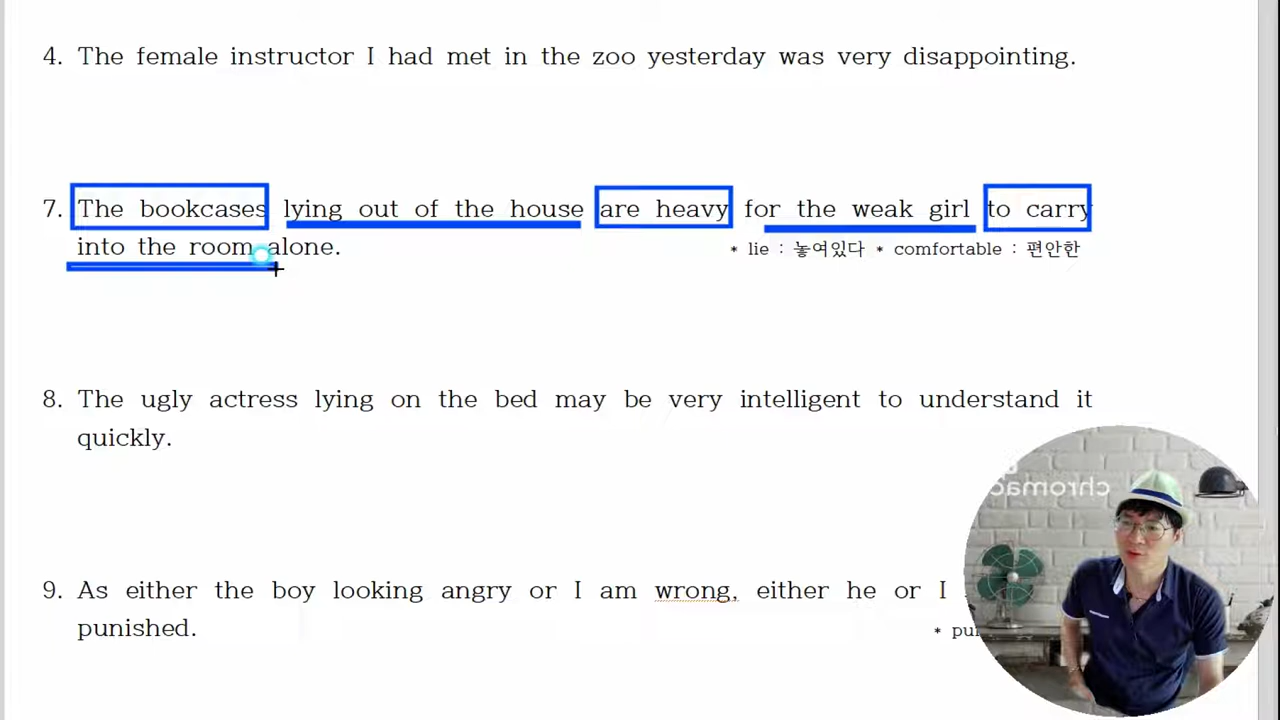 4. The female instructor I had met in the zoo yesterday was very disappointing.
7. The bookcases lying out of the house are heavy for the weak girl to carry
into the room alone.
* lie : 놓여있다 * comfortable : 편안한
8. The ugly actress lying on the bed may be very intelligent to understand it
quickly.
9. As either the boy looking angry or I am wrong, either he or I
punished.